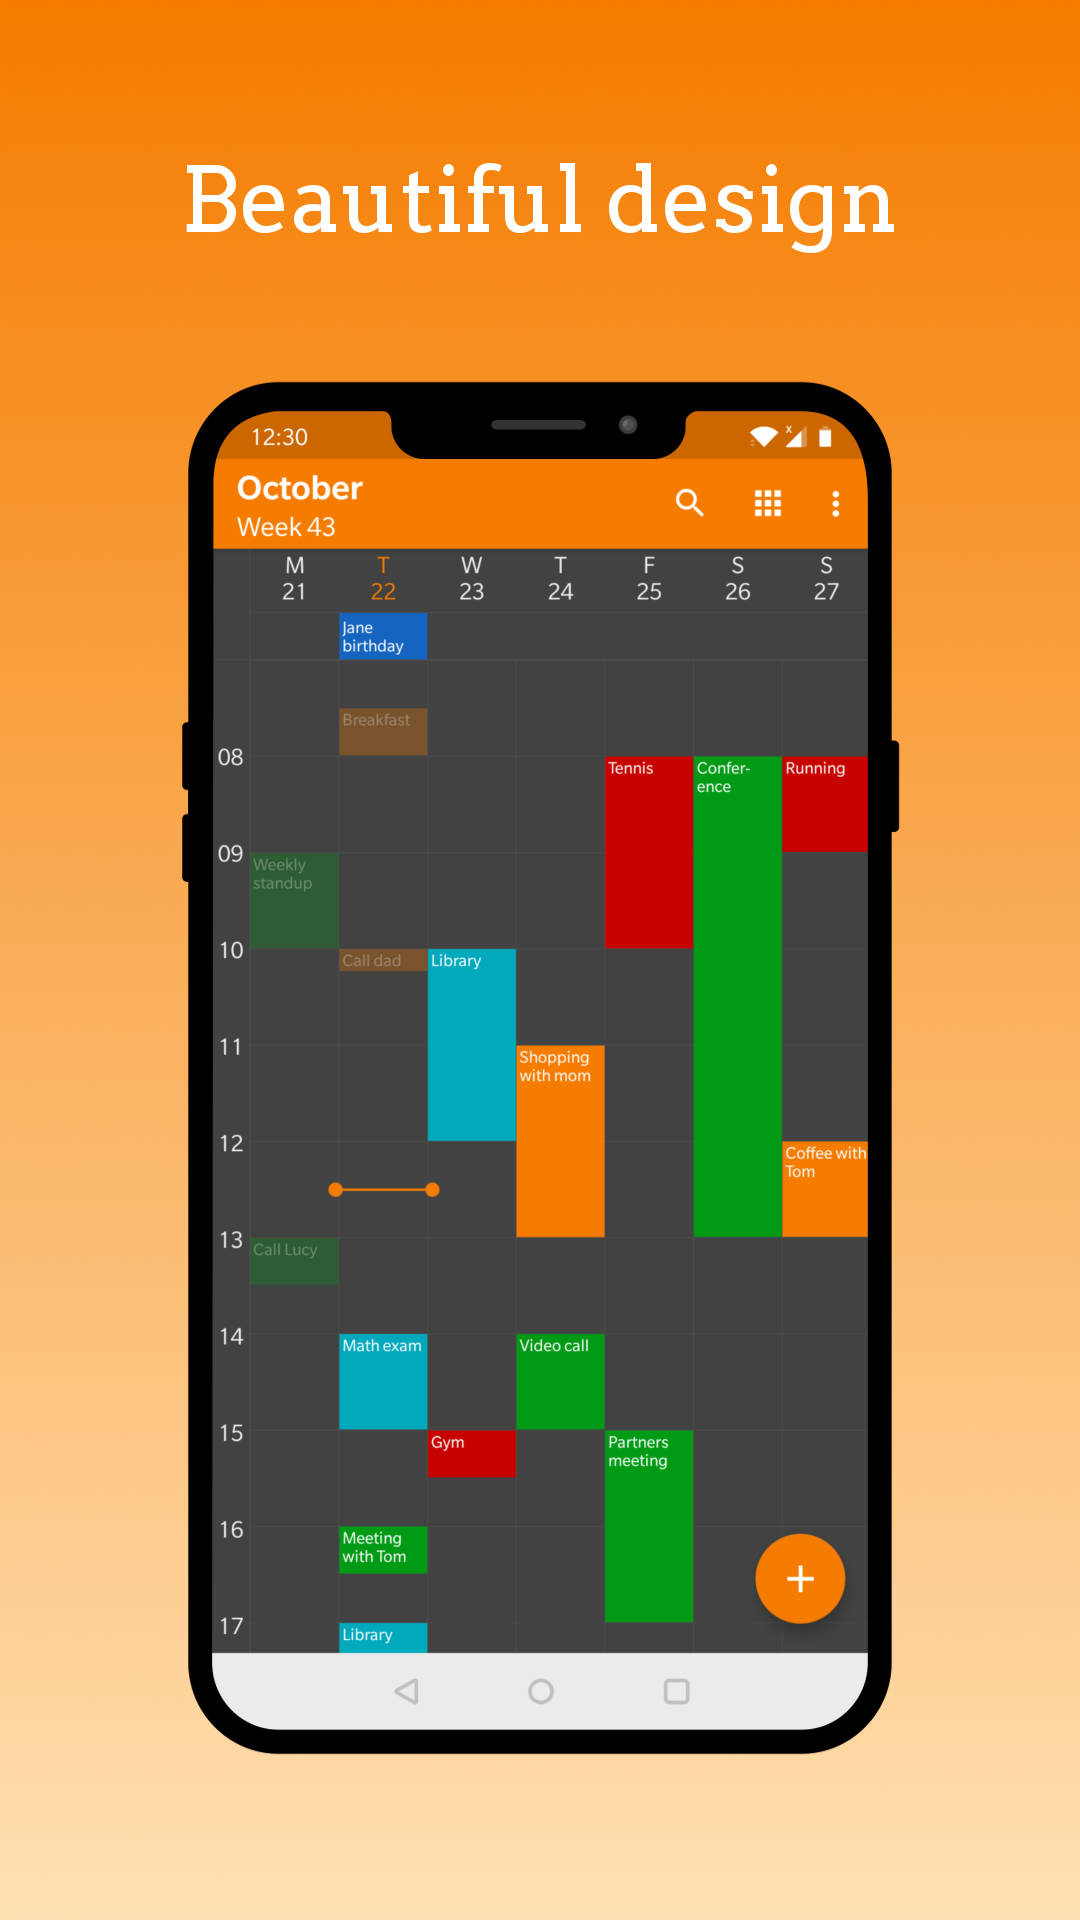 Beautiful design
12:30
x
October
Week 43
M T W T F S S
21 22 23 24 25 26 27
Jane
birthday
Breakfast
08
Tennis
Confer-
ence
Running
09
Weekly
standup
10
Call dad
Library
11
Shopping
with mom
12
Coffee with
Tom
13
Call Lucy
14
Math exam
Video call
15
Gym
Partners
meeting
16
Meeting
with Tom
17
Library